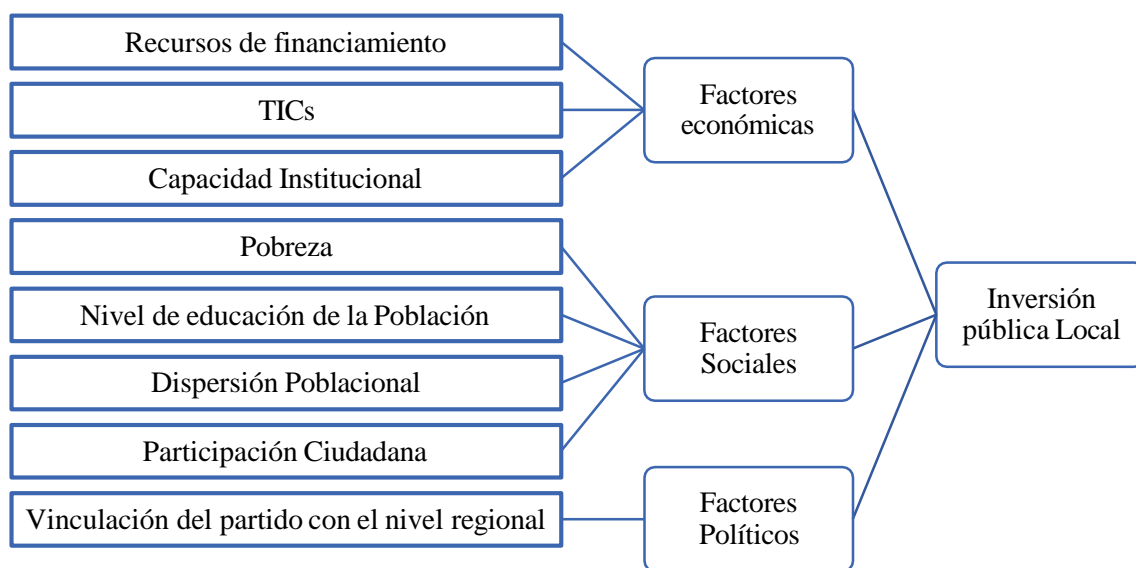 Recursos de financiamiento
TICs
Capacidad Institucional
Pobreza
Nivel de educación de la Población
Dispersión Poblacional
Participación Ciudadana
Vinculación del partido con el nivel regional
Factores
económicas
Factores
Sociales
Factores
Políticos
Inversión
pública Local